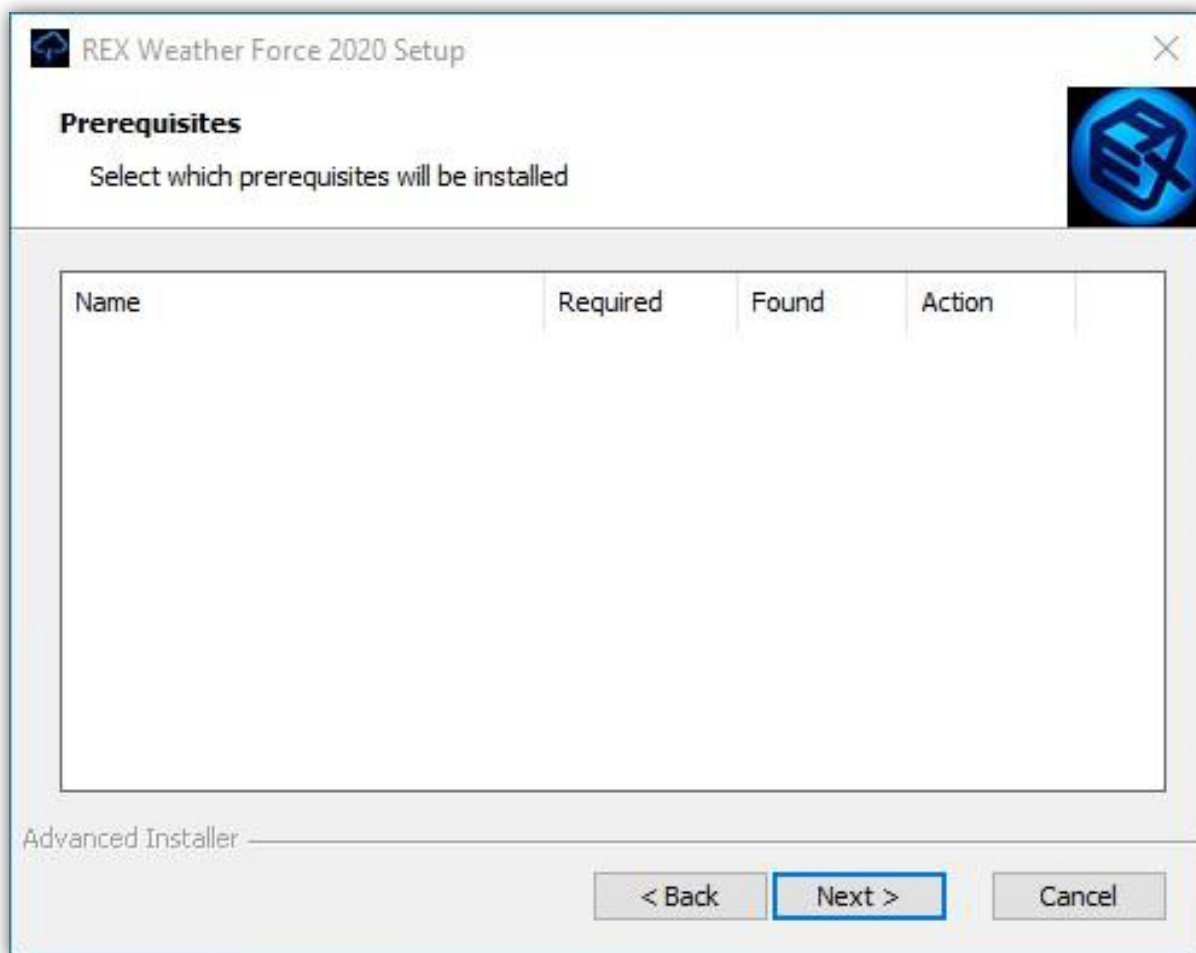 REX Weather Force 2020 Setup
Prerequisites
Select which prerequisites will be installed
REX
Name Required Found Action
Advanced Installer
< Back Next > Cancel